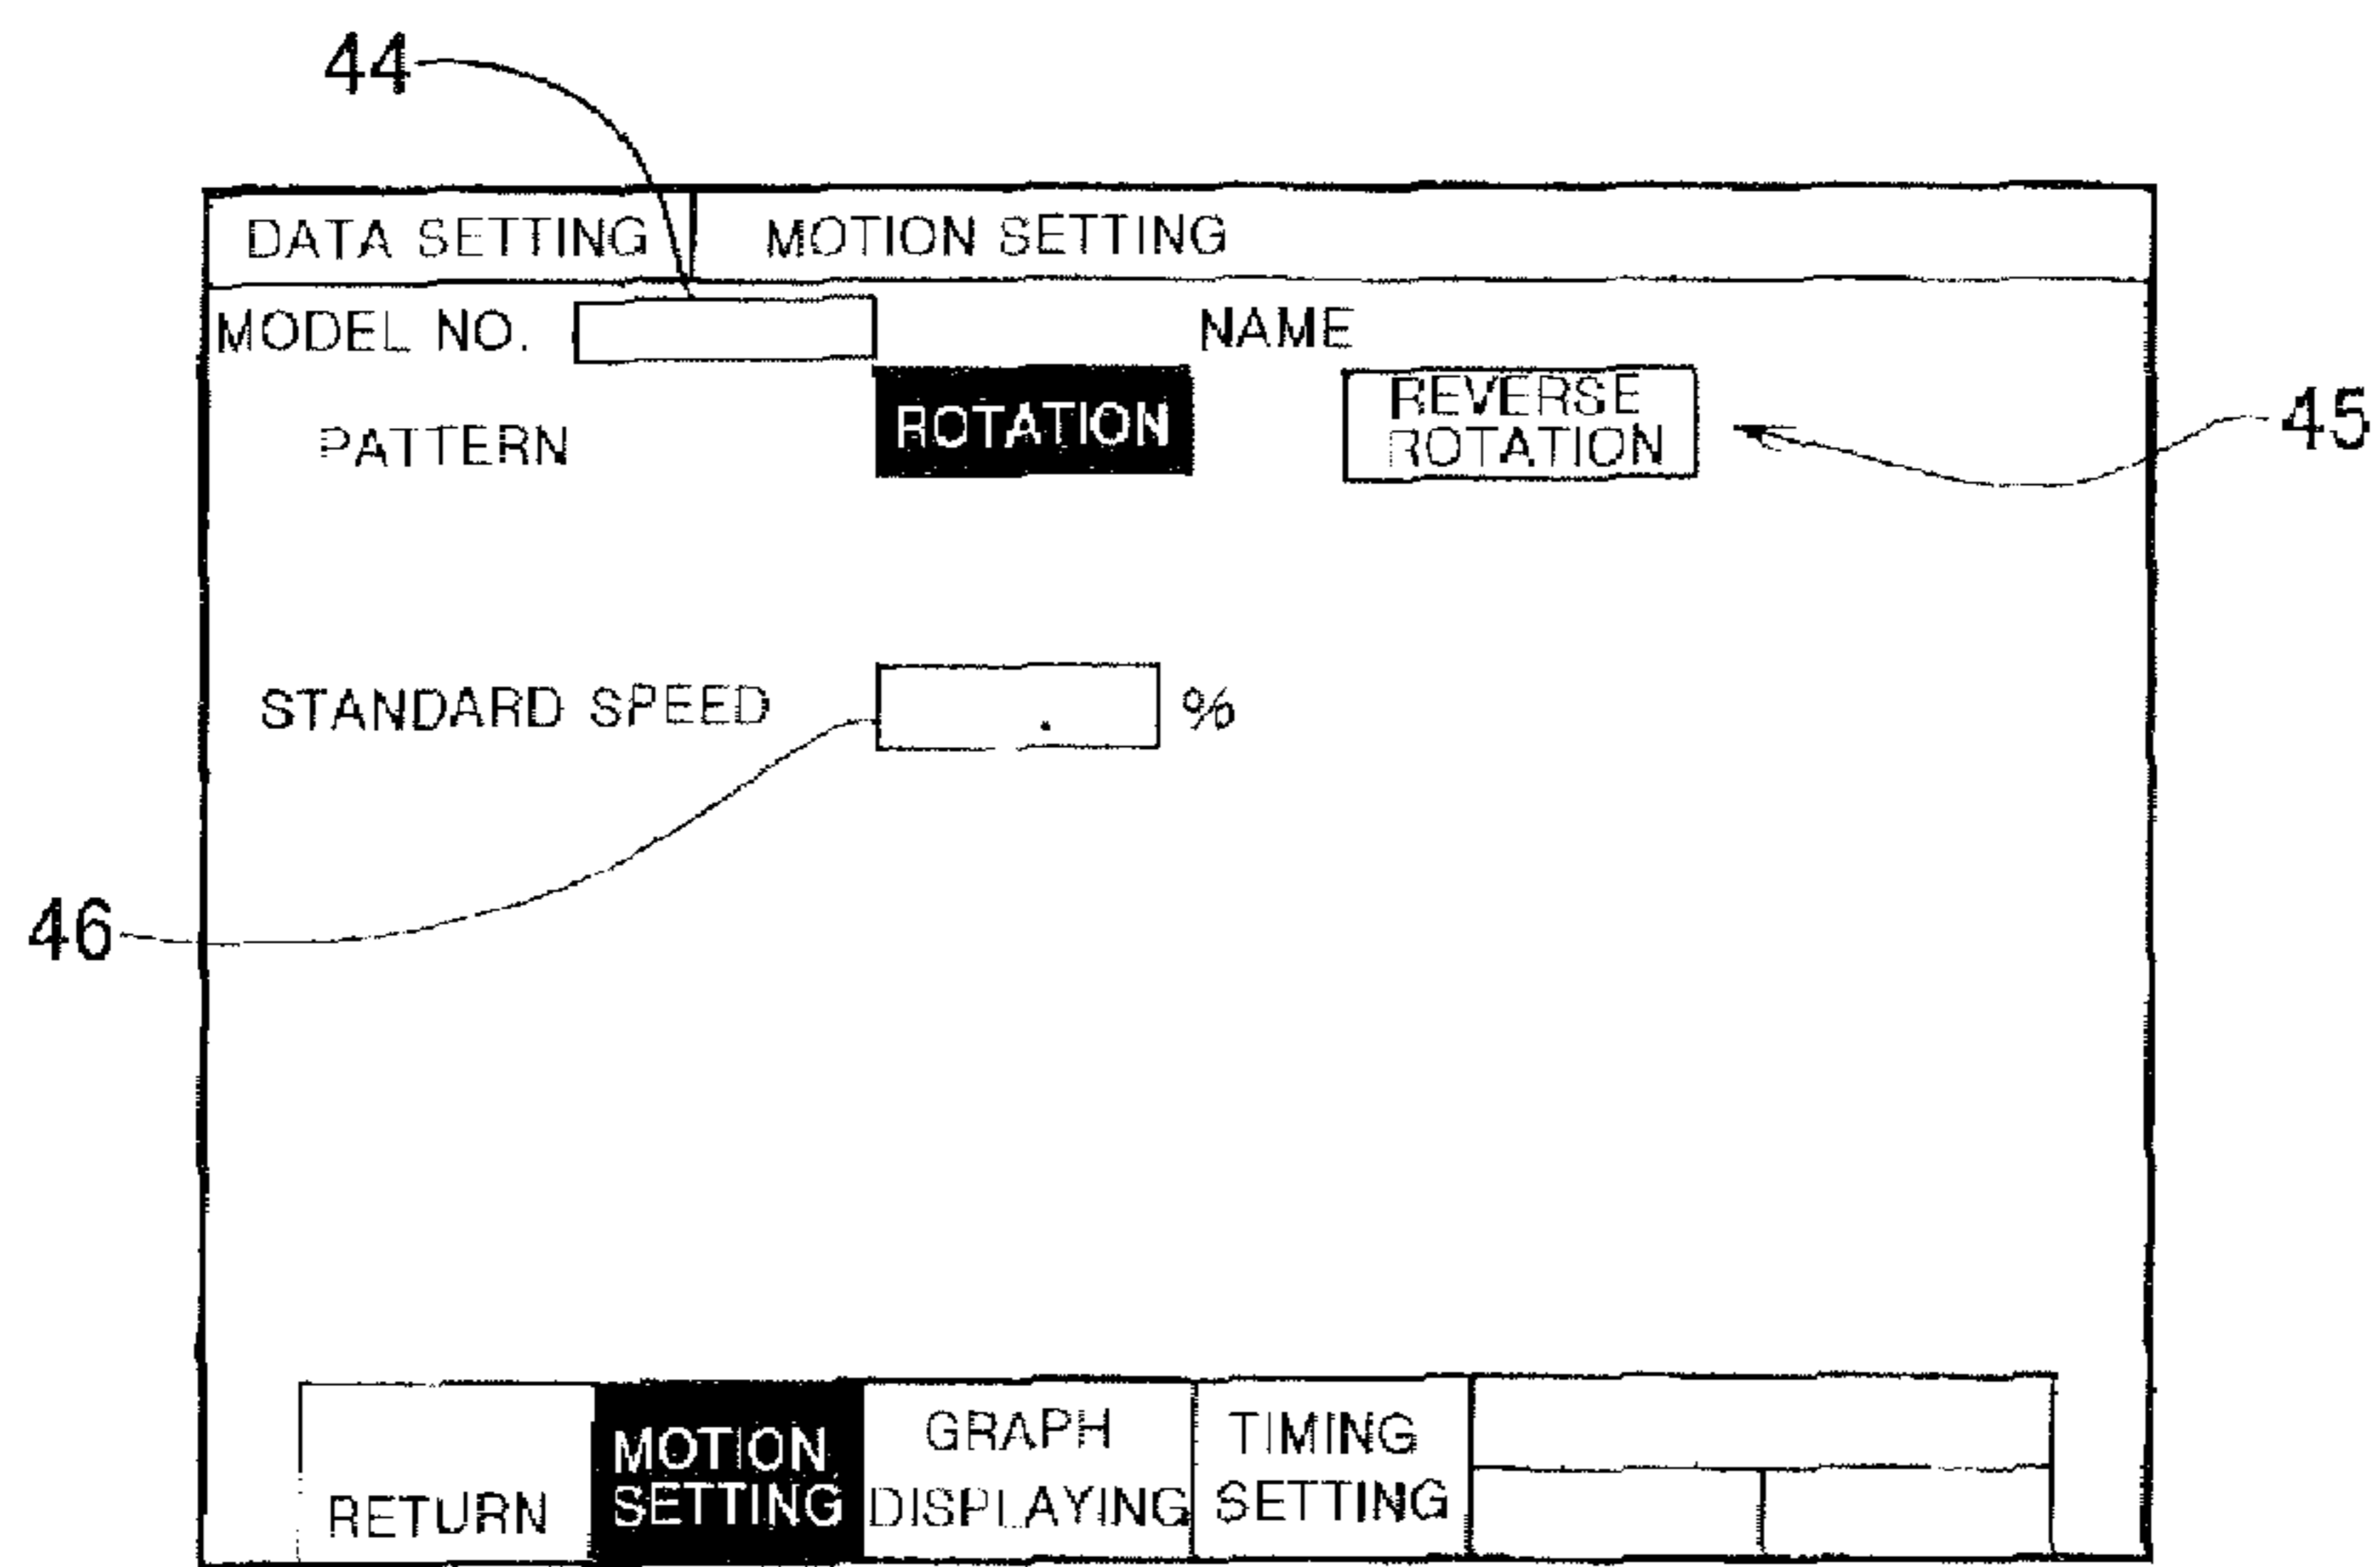 44
DATA SETTING MOTION SETTING
MODEL NO. NAME
PATTERN ROTATION REVERSE
ROTATION
45
STANDARD SPEED . %
46
RETURN
MOTION
SETTING
GRAPH
DISPLAYING
TIMING
SETTING